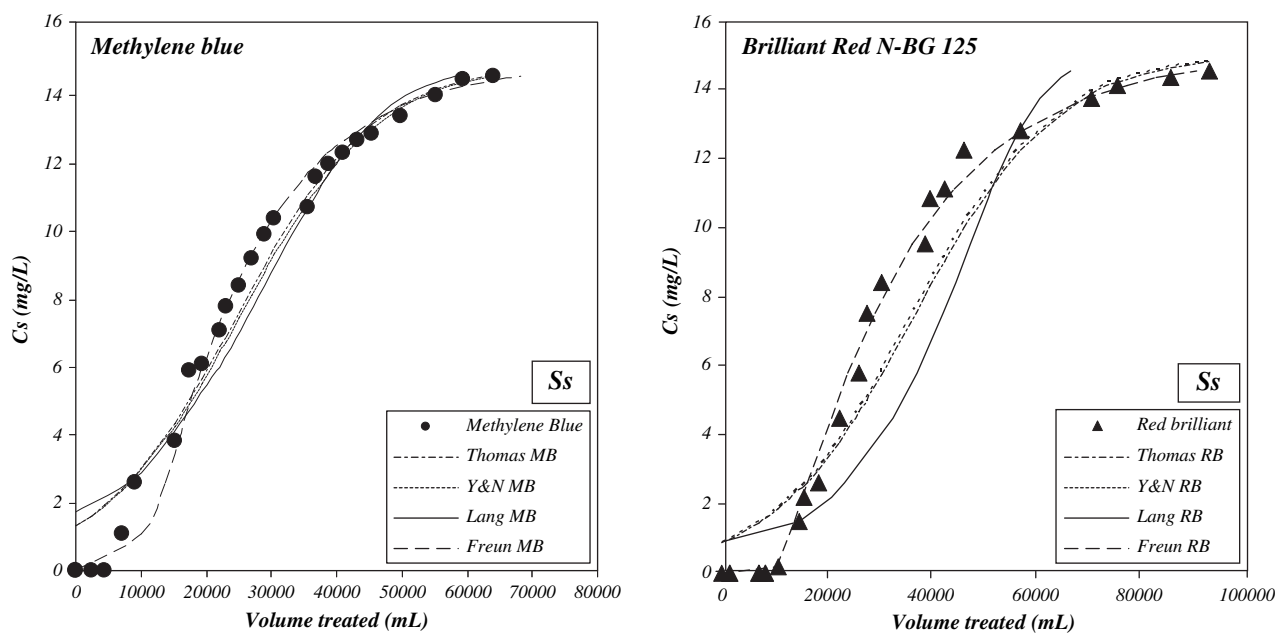 Methylene blue
Cs (mg/L)
16
14
12
10
8
6
4
2
0
Ss
Methylene Blue
Thomas MB
Y&N MB
Lang MB
Freun MB
0 10000 20000 30000 40000 50000 60000 70000 80000
Volume treated (mL)
Brilliant Red N-BG 125
Cs (mg/L)
16
14
12
10
8
6
4
2
0
Ss
Red brilliant
Thomas RB
Y&N RB
Lang RB
Freun RB
0 20000 40000 60000 80000 100000
Volume treated (mL)